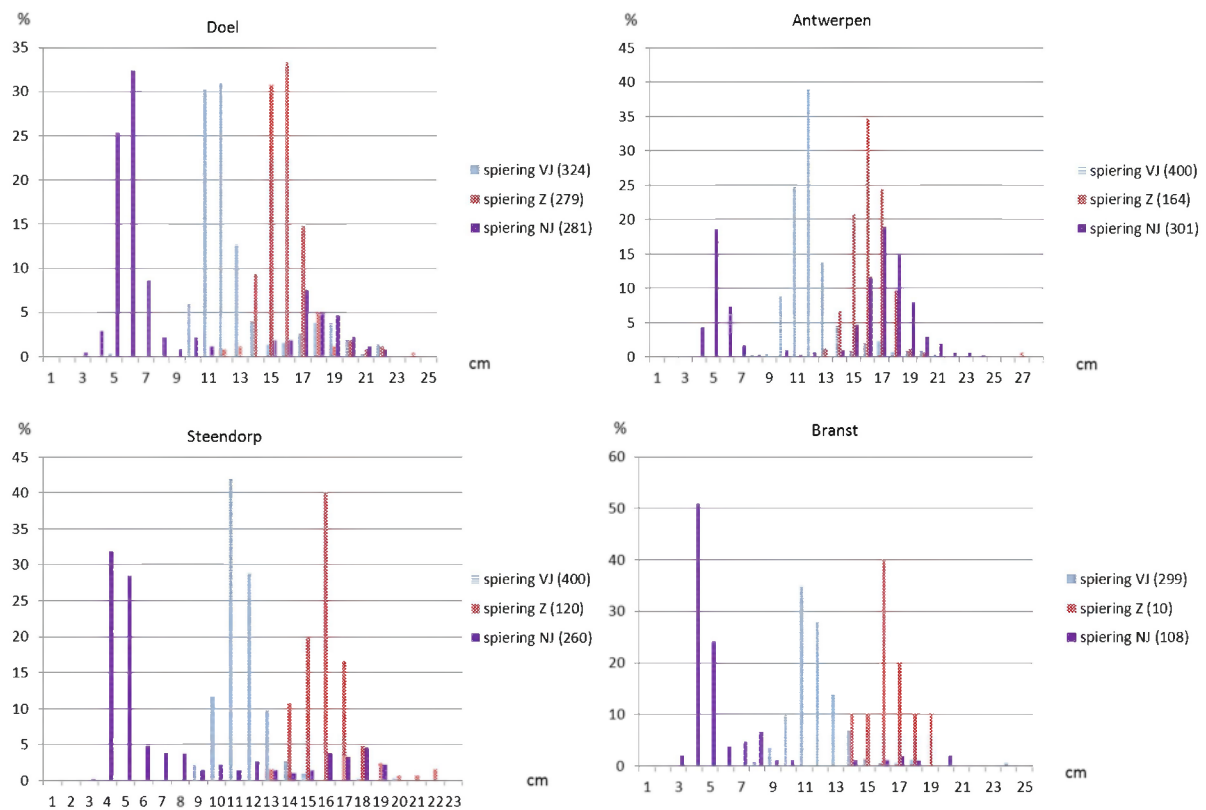 Doel
%
35
30
25
20
15
10
5
0
1 3 5 7 9 11 13 15 17 19 21 23 25
cm
spiering VJ (324)
spiering Z (279)
spiering NJ (281)
Antwerpen
%
45
40
35
30
25
20
15
10
5
0
1 3 5 7 9 11 13 15 17 19 21 23 25 27
cm
spiering VJ (400)
spiering Z (164)
spiering NJ (301)
Steendorp
%
45
40
35
30
25
20
15
10
5
0
1 2 3 4 5 6 7 8 9 10 11 12 13 14 15 16 17 18 19 20 21 22 23
cm
spiering VJ (400)
spiering Z (120)
spiering NJ (260)
Branst
%
60
50
40
30
20
10
0
1 3 5 7 9 11 13 15 17 19 21 23 25
cm
spiering VJ (299)
spiering Z (10)
spiering NJ (108)